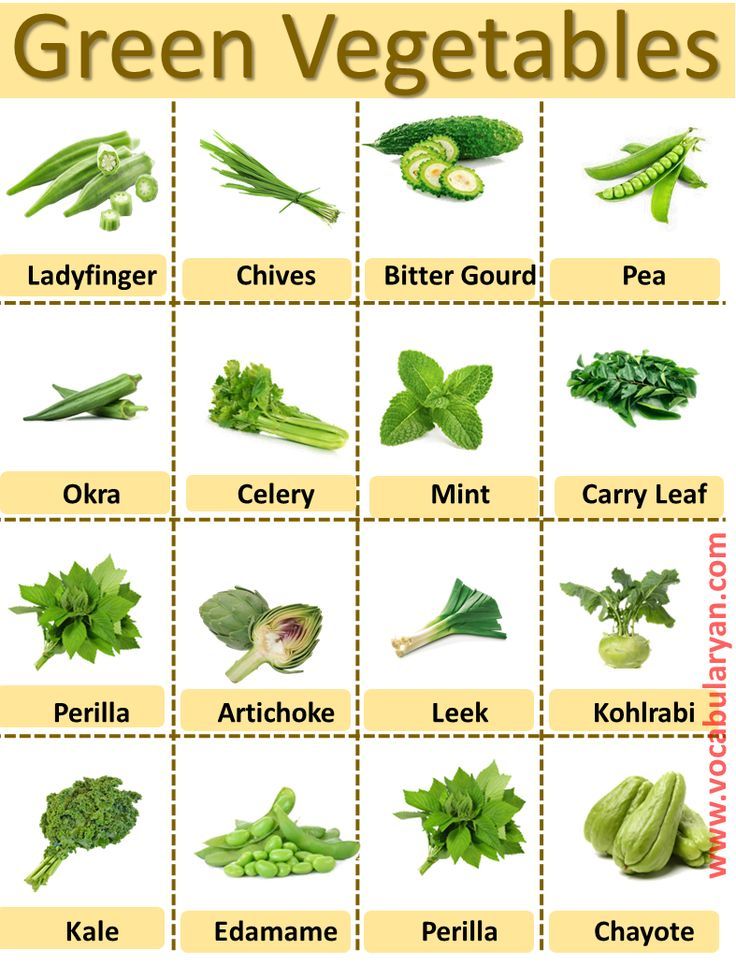 Green Vegetables
Ladyfinger
Chives
Bitter Gourd
Pea
Okra
Celery
Mint
Carry Leaf
Perilla
Artichoke
Leek
Kohlrabi
Kale
Edamame
Perilla
Chayote
www.vocabularyan.com